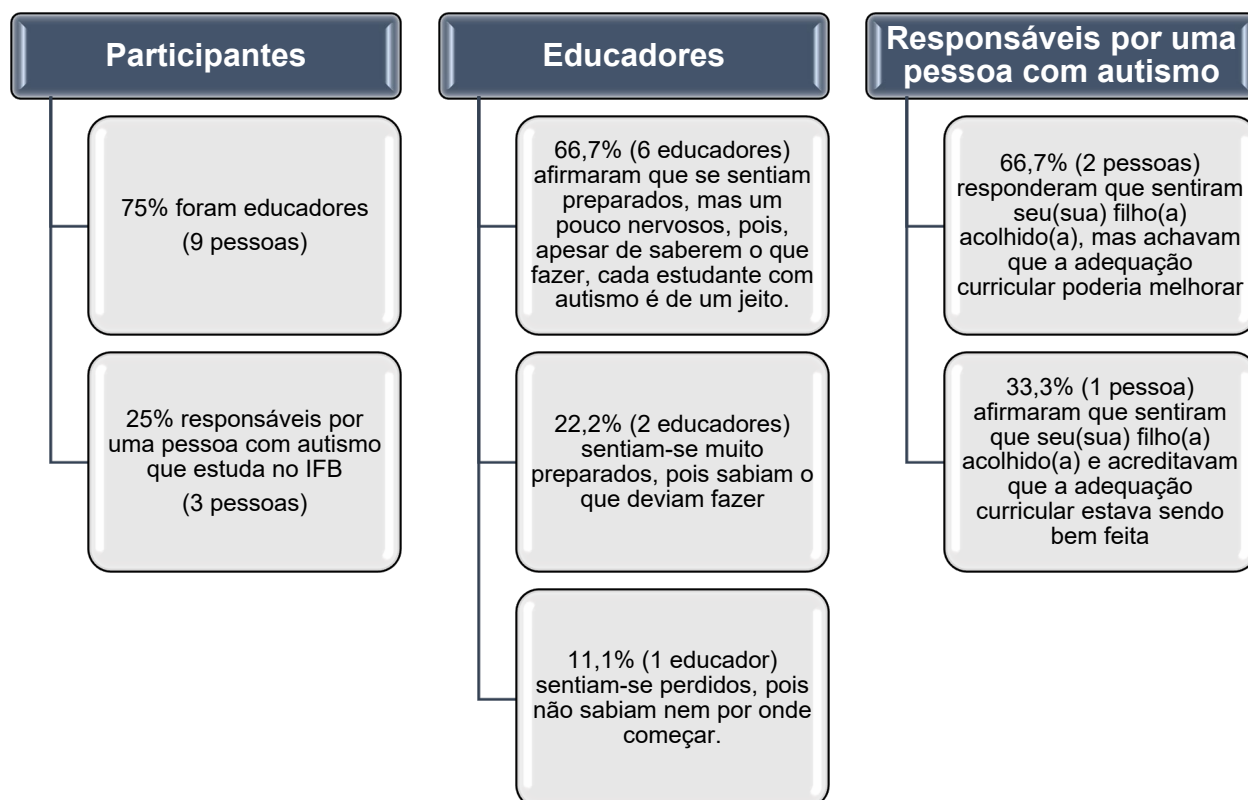 Participantes
75% foram educadores
(9 pessoas)
25% responsáveis por
uma pessoa com autismo
que estuda no IFB
(3 pessoas)
Educadores
66,7% (6 educadores)
afirmaram que se sentiam
preparados, mas um
pouco nervosos, pois,
apesar de saberem o que
fazer, cada estudante com
autismo é de um jeito.
22,2% (2 educadores)
sentiam-se muito
preparados, pois sabiam o
que deviam fazer
11,1% (1 educador)
sentiam-se perdidos, pois
não sabiam nem por onde
começar.
Responsáveis por uma
pessoa com autismo
66,7% (2 pessoas)
responderam que sentiram
seu(sua) filho(a)
acolhido(a), mas achavam
que a adequação
curricular poderia melhorar
33,3% (1 pessoa)
afirmaram que sentiram
que seu(sua) filho(a)
acolhido(a) e acreditavam
que a adequação
curricular estava sendo
bem feita